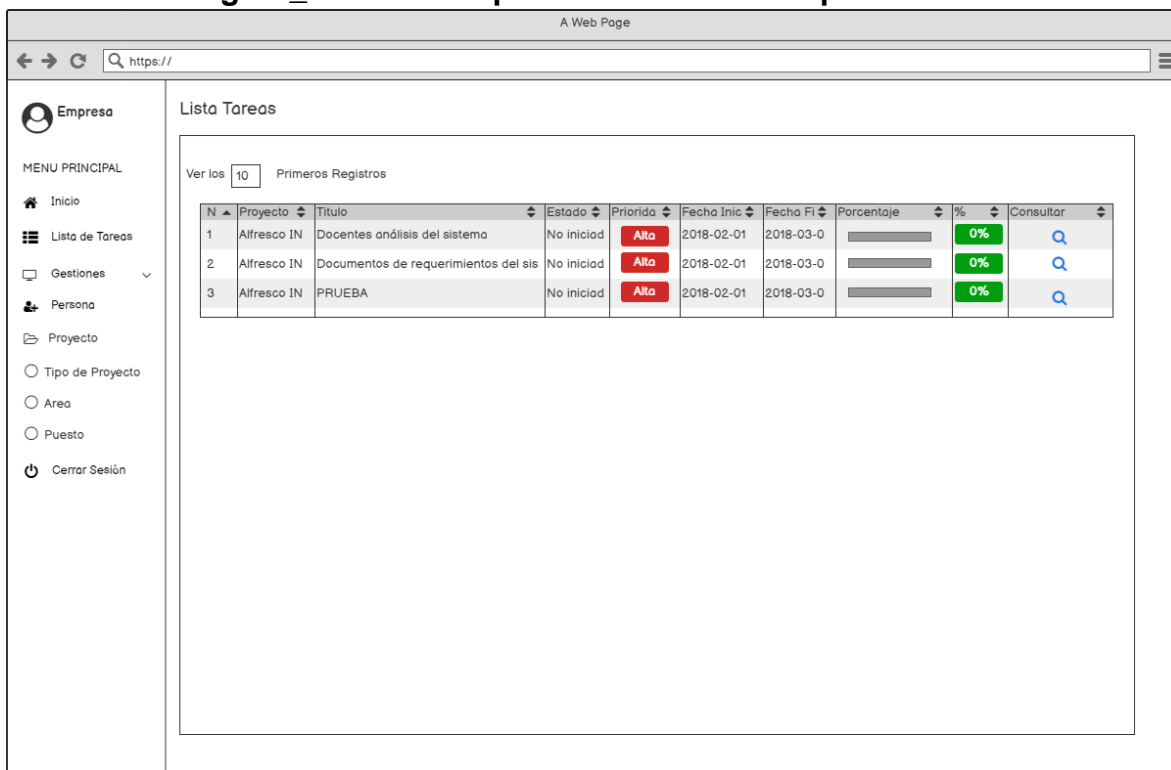 A Web Page
https://
Empresa
MENU PRINCIPAL
Inicio
Lista de Tareas
Gestiones
Persona
Proyecto
Tipo de Proyecto
Area
Puesto
Cerrar Sesión
Lista Tareas
Ver los 10 Primeros Registros
N Proyecto Titulo Estado Priorida Fecha Inic Fecha Fi Porcentaje % Consultar
1 Alfresco IN Docentes análisis del sistema No iniciad Alta 2018-02-01 2018-03-0 0%
2 Alfresco IN Documentos de requerimientos del sis No iniciad Alta 2018-02-01 2018-03-0 0%
3 Alfresco IN PRUEBA No iniciad Alta 2018-02-01 2018-03-0 0%